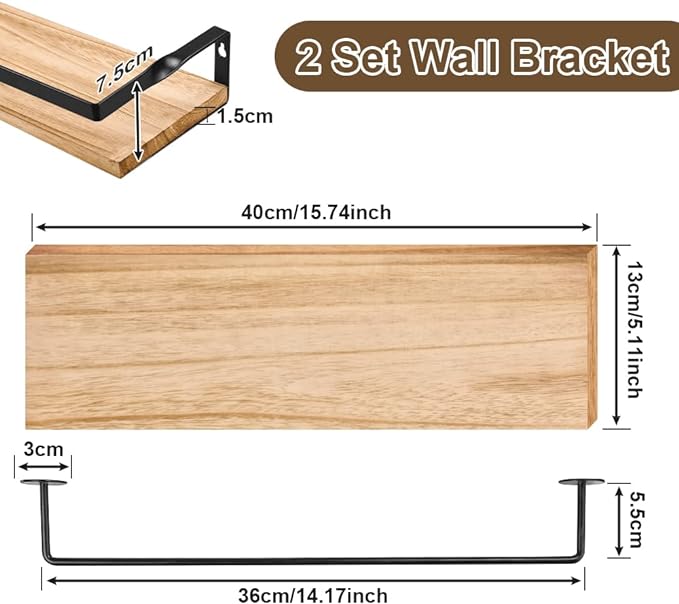 2 Set Wall Bracket
7.5cm
1.5cm
40cm/15.74inch
13cm/5.11inch
3cm
5.5cm
36cm/14.17inch